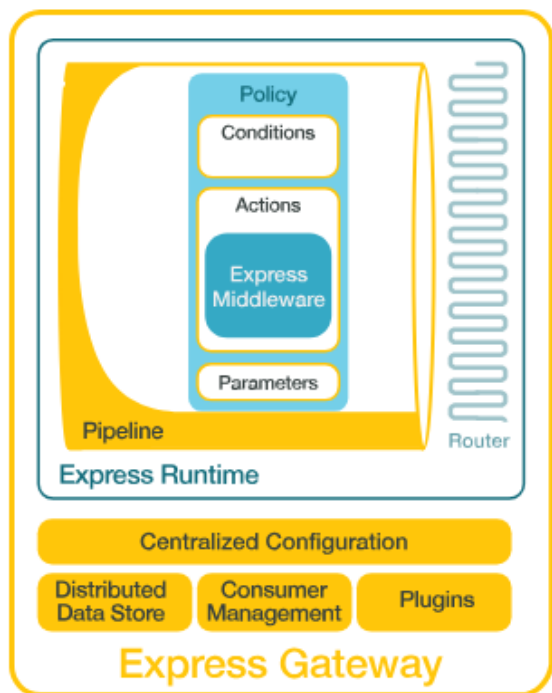 Policy
Conditions
Actions
Express
Middleware
Parameters
Pipeline
Router
Express Runtime
Centralized Configuration
Distributed
Data Store
Consumer
Management
Plugins
Express Gateway